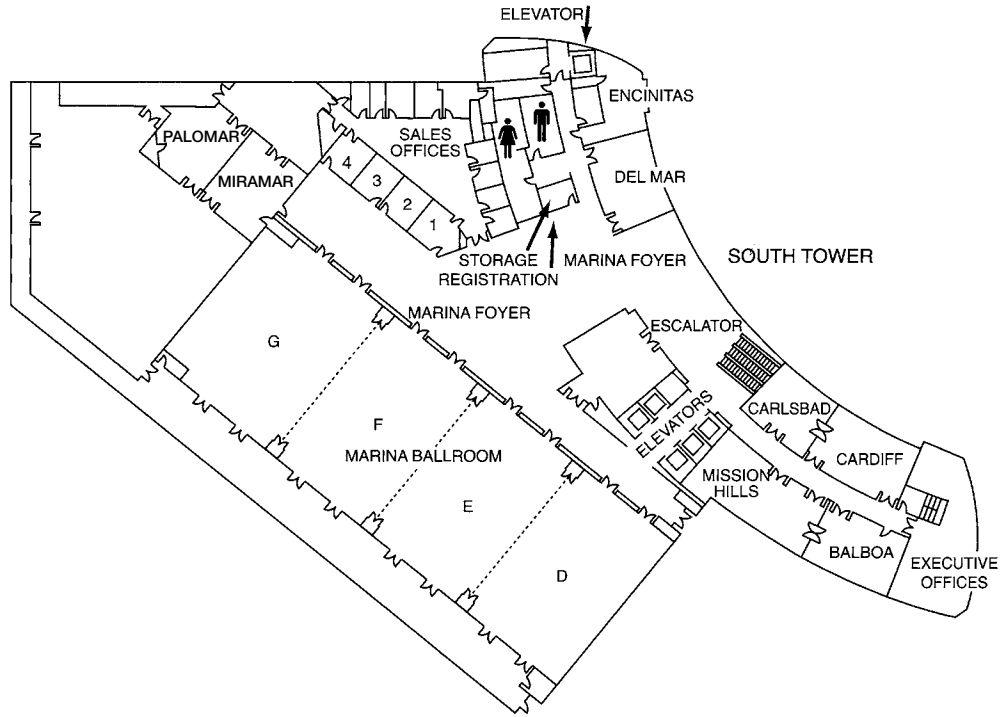 ELEVATOR
ENCINITAS
PALOMAR
SALES
OFFICES
MIRAMAR
4
3
2
1
DEL MAR
STORAGE
REGISTRATION
MARINA FOYER
SOUTH TOWER
MARINA FOYER
ESCALATOR
G
ELEVATORS
CARLSBAD
F
MARINA BALLROOM
CARDIFF
MISSION
HILLS
E
BALBOA
EXECUTIVE
OFFICES
D